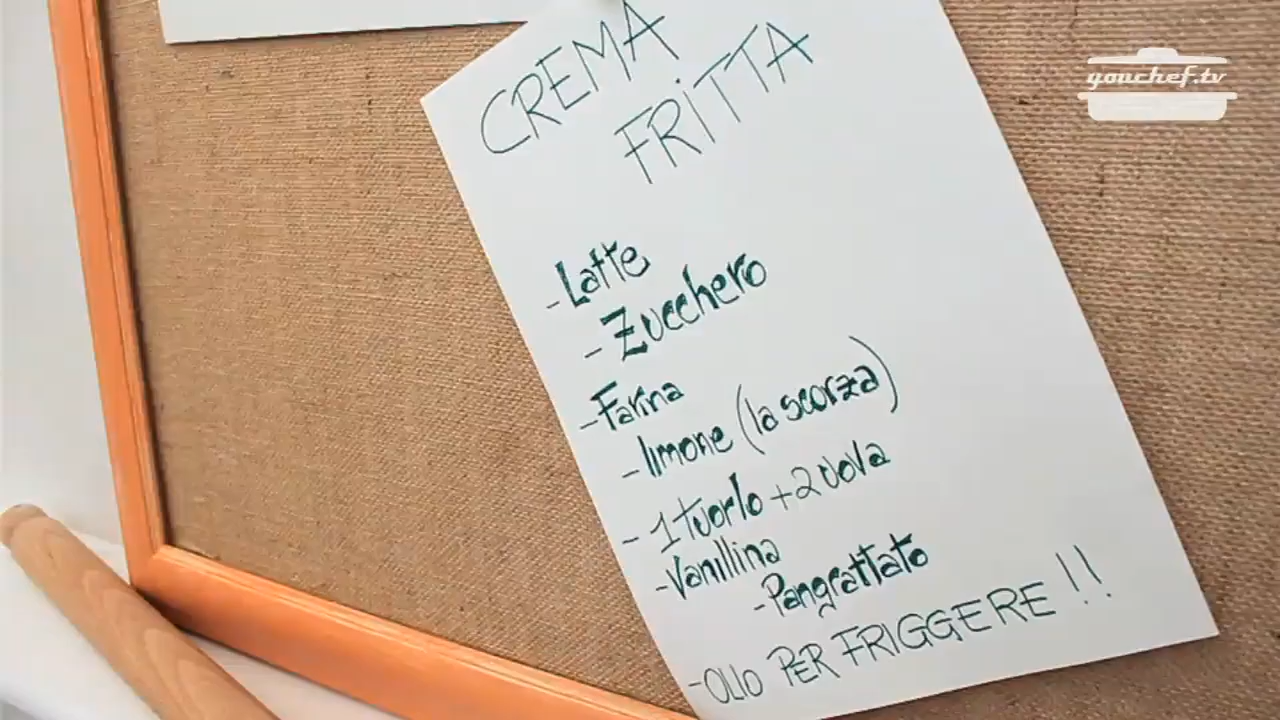 youchef.tv
CREMA
FRITTA
- Latte
- Zucchero
- Farina
- limone (la scorza)
- 1 tuorlo + 2 uova
- Vanillina
- Pangrattato
- OLIO PER FRIGGERE!!